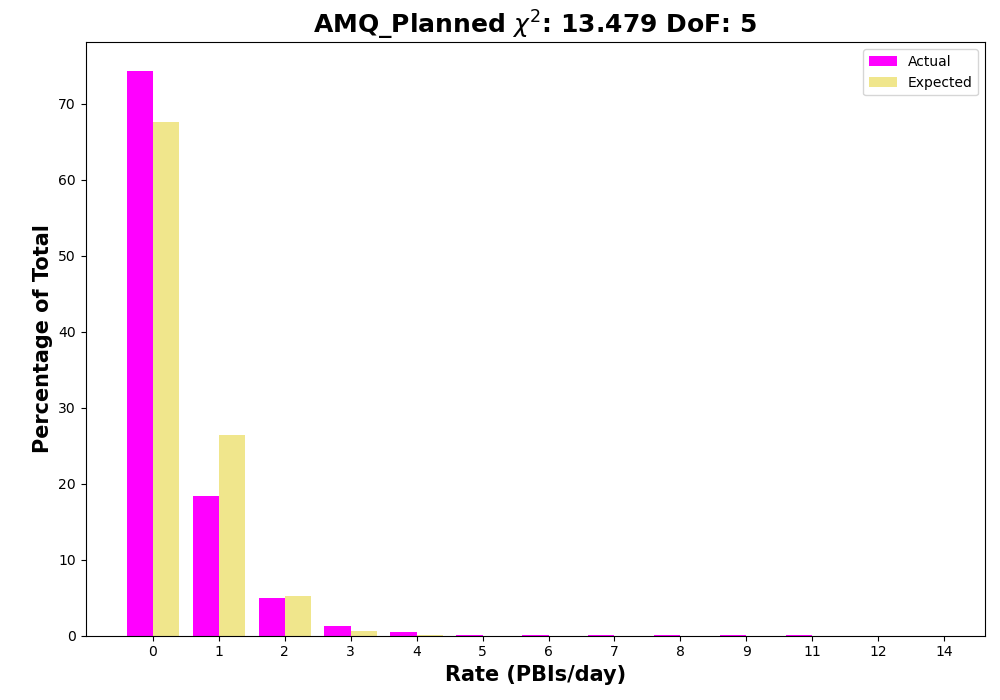 AMQ_Planned χ²: 13.479 DoF: 5
Actual
Expected
70
60
50
40
30
20
10
0
Percentage of Total
0 1 2 3 4 5 6 7 8 9 11 12 14
Rate (PBIs/day)